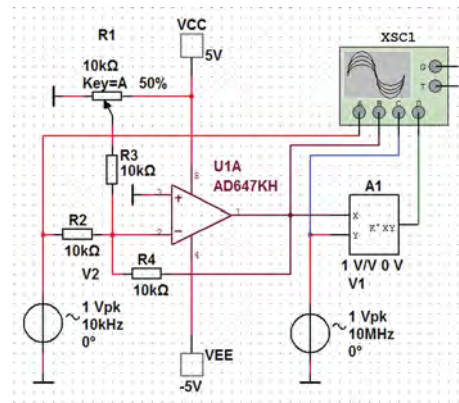 R1
10kΩ
Key=A 50%
VCC
5V
XSC1
G
T
A B C D
R3
10kΩ
U1A
AD647KH
8
3
1
2
4
R2
10kΩ
V2
R4
10kΩ
A1
X
Y
K*XY
1 V/V 0 V
V1
1 Vpk
10kHz
0°
1 Vpk
10MHz
0°
VEE
-5V